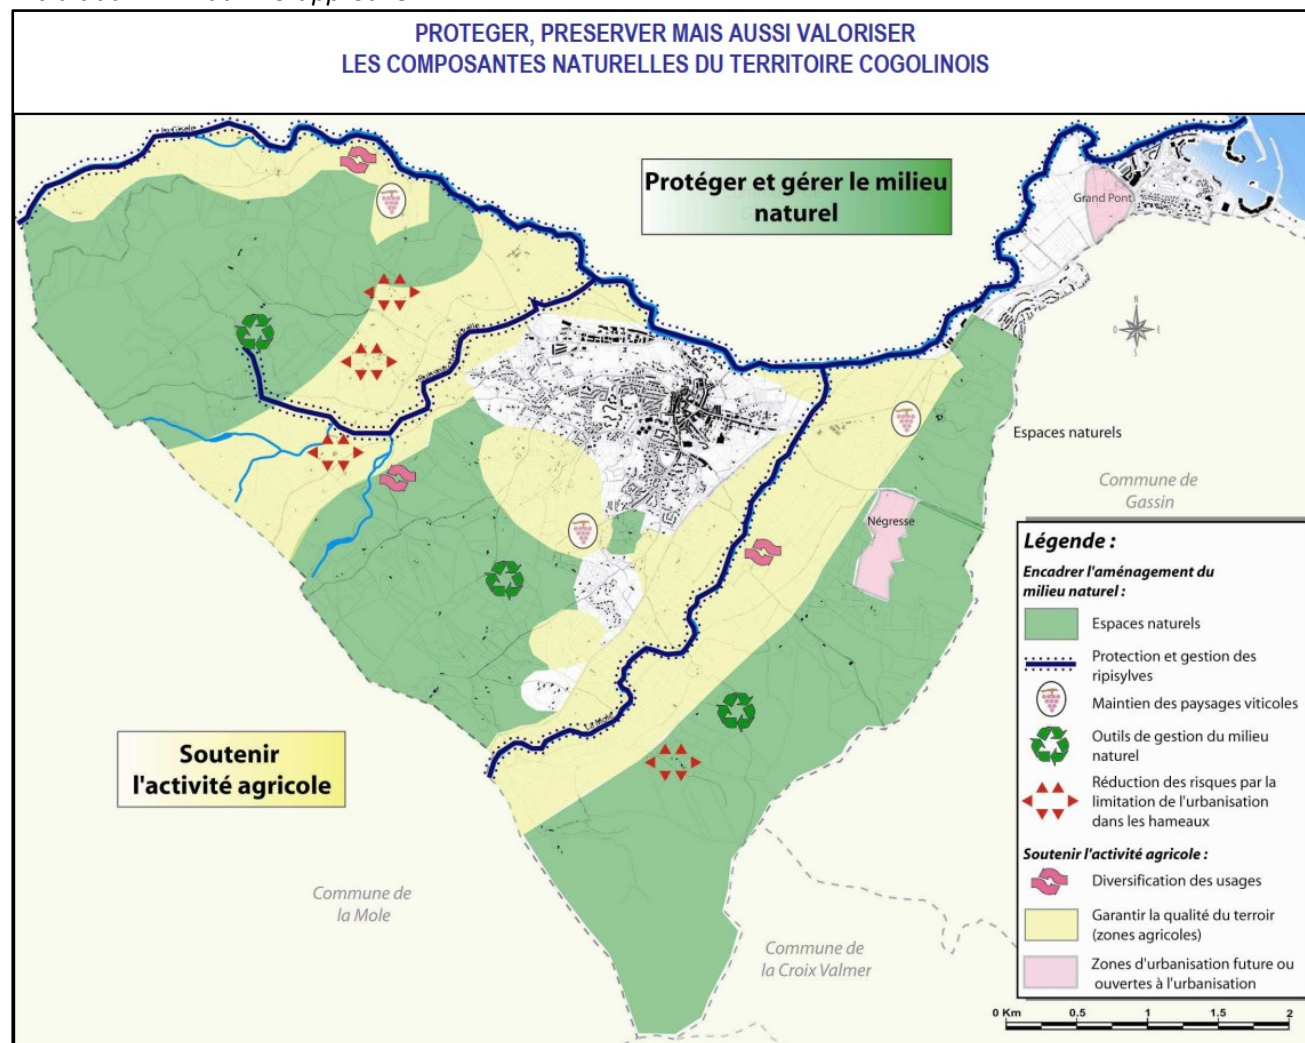 PROTEGER, PRESERVER MAIS AUSSI VALORISER
LES COMPOSANTES NATURELLES DU TERRITOIRE COGOLINOIS
Protéger et gérer le milieu
naturel
Grand Pont
N
E
S
Espaces naturels
Commune de
Gassin
Négresse
La Mole
Soutenir
l'activité agricole
Commune de
la Mole
Commune de
la Croix Valmer
Légende :
Encadrer l'aménagement du
milieu naturel :
Espaces naturels
Protection et gestion des
ripisylves
Maintien des paysages viticoles
Outils de gestion du milieu
naturel
Réduction des risques par la
limitation de l'urbanisation
dans les hameaux
Soutenir l'activité agricole :
Diversification des usages
Garantir la qualité du terroir
(zones agricoles)
Zones d'urbanisation future ou
ouvertes à l'urbanisation
0 Km 0.5 1 1.5 2